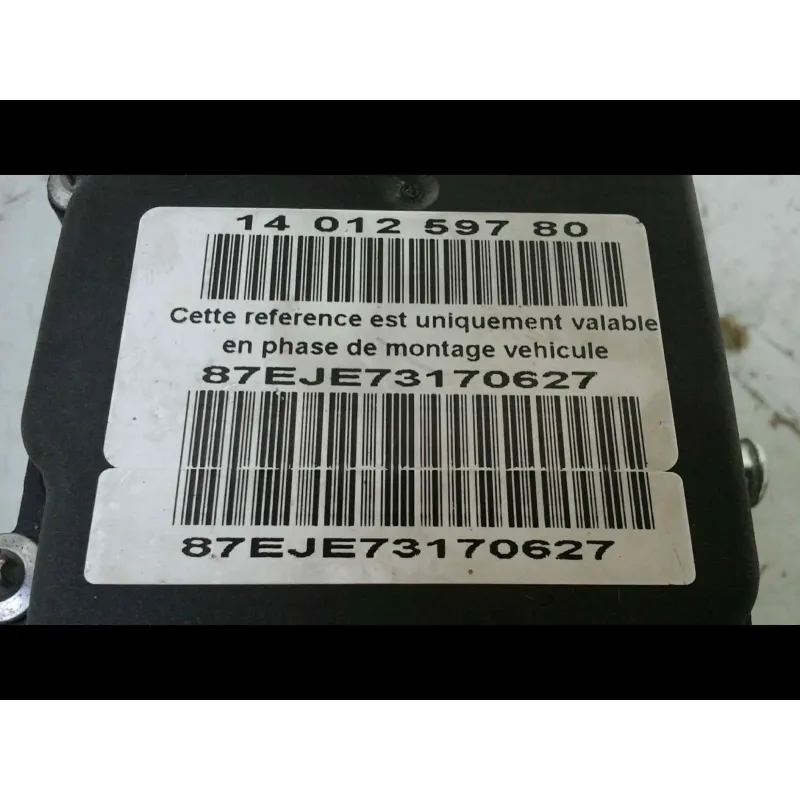 14 012 597 80
Cette reference est uniquement valable
en phase de montage vehicule
87EJE73170627
87EJE73170627